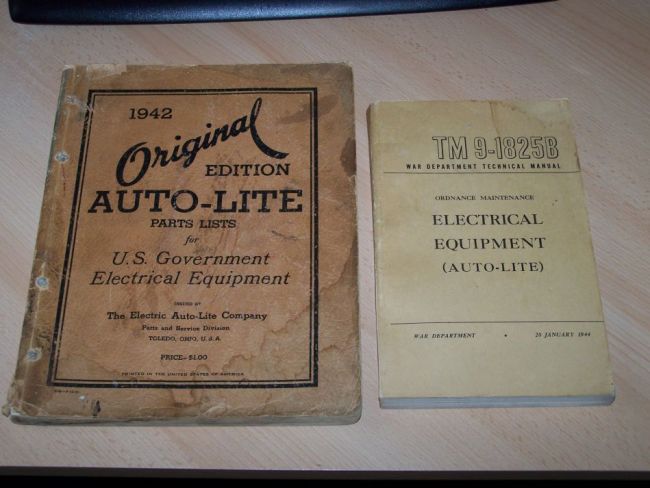 1942
Original
EDITION
AUTO-LITE
PARTS LISTS
for
U.S. Government
Electrical Equipment
ISSUED BY
The Electric Auto-Lite Company
Parts and Service Division
TOLEDO, OHIO, U.S.A.
PRICE-$1.00
PRINTED IN THE UNITED STATES OF AMERICA
TM 9-1825B
WAR DEPARTMENT TECHNICAL MANUAL
ORDNANCE MAINTENANCE
ELECTRICAL
EQUIPMENT
(AUTO-LITE)
WAR DEPARTMENT • 20 JANUARY 1944